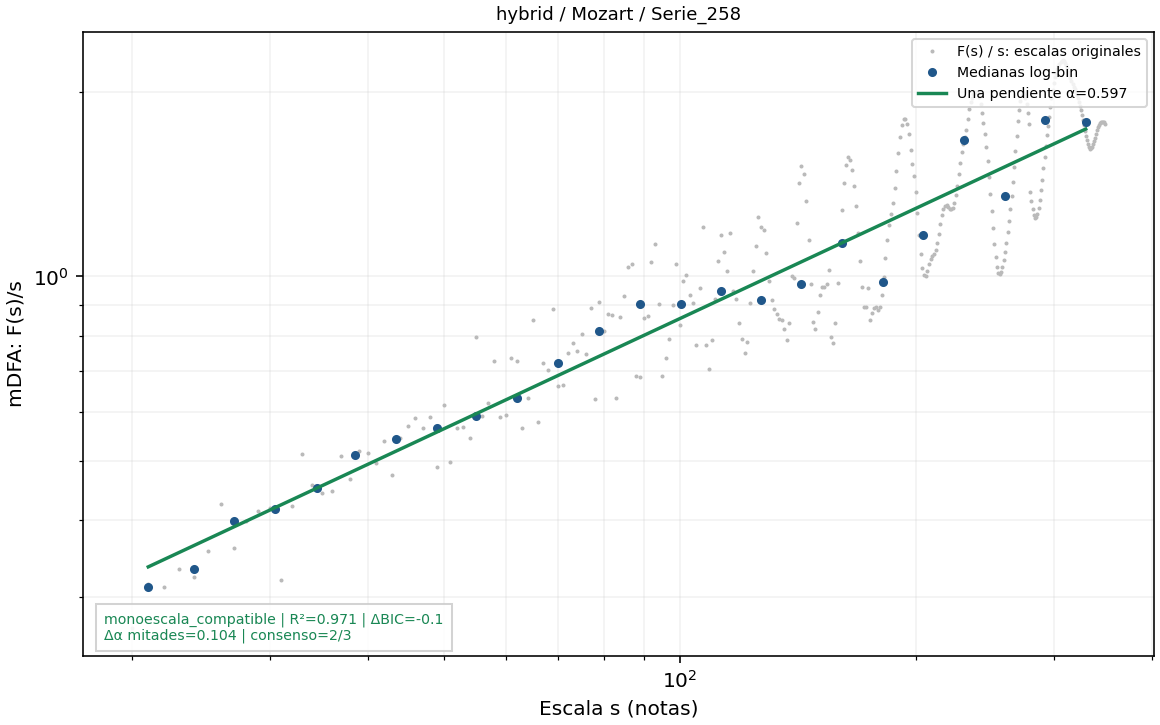 hybrid / Mozart / Serie_258
F(s) / s: escalas originales
Medianas log-bin
Una pendiente α=0.597
mDFA: F(s)/s
10⁰
monoescala_compatible | R²=0.971 | ΔBIC=-0.1
Δα mitades=0.104 | consenso=2/3
10²
Escala s (notas)